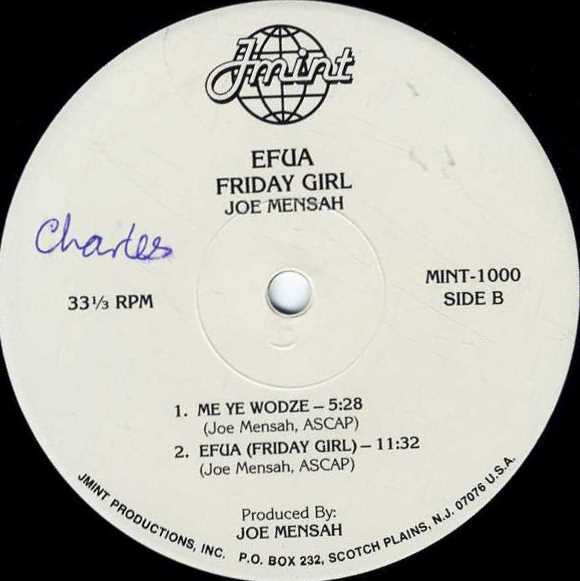 Jmint
EFUA
FRIDAY GIRL
JOE MENSAH
Charles
33⅓ RPM
MINT-1000
SIDE B
1. ME YE WODZE – 5:28
(Joe Mensah, ASCAP)
2. EFUA (FRIDAY GIRL) – 11:32
(Joe Mensah, ASCAP)
Produced By:
JOE MENSAH
JMINT PRODUCTIONS, INC. P.O. BOX 232, SCOTCH PLAINS, N.J. 07076 U.S.A.